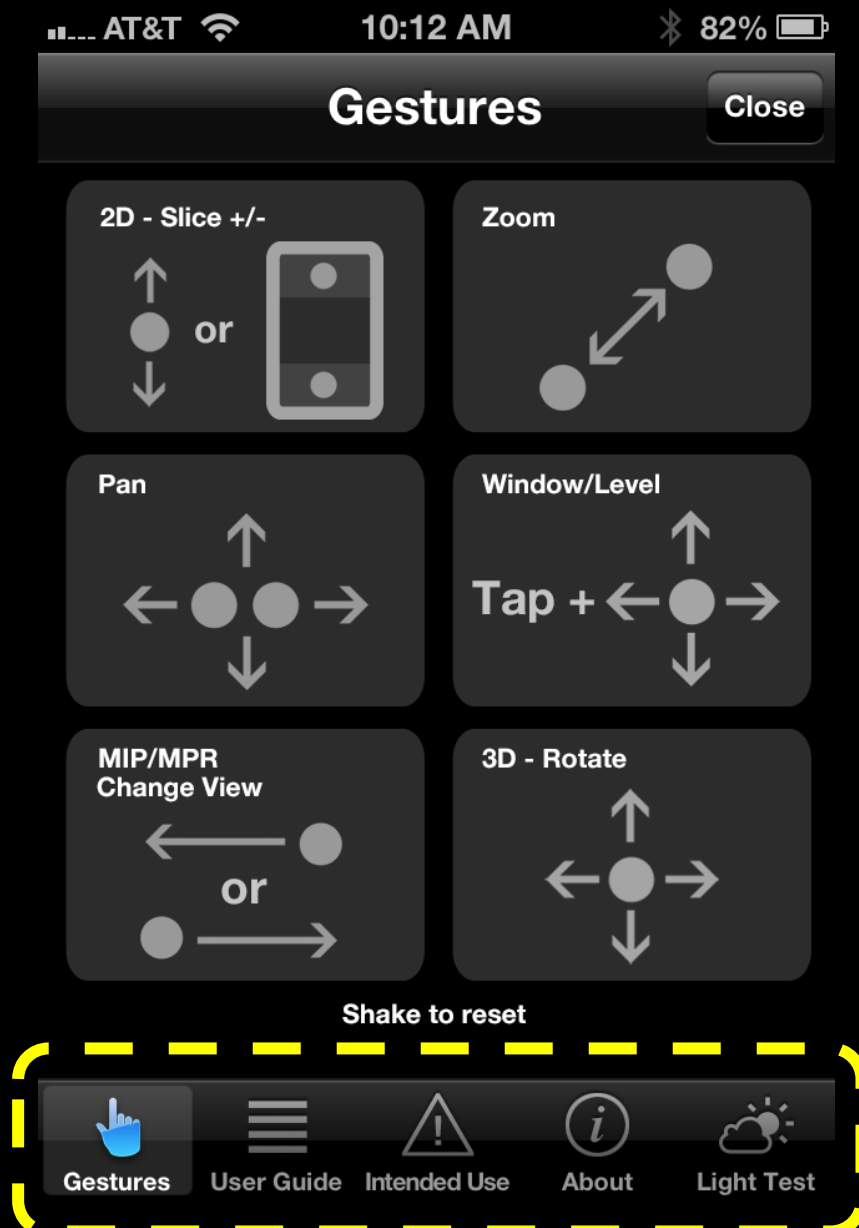 AT&T 10:12 AM 82%
Gestures Close
2D - Slice +/-
or
Zoom
Pan
Window/Level
Tap +
MIP/MPR
Change View
or
3D - Rotate
Shake to reset
Gestures User Guide Intended Use About Light Test